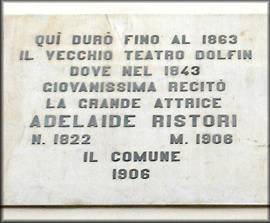 QUÌ DURÒ FINO AL 1863
IL VECCHIO TEATRO DOLFIN
DOVE NEL 1843
GIOVANISSIMA RECITÒ
LA GRANDE ATTRICE
ADELAIDE RISTORI
N. 1822 M. 1906
IL COMUNE
1906